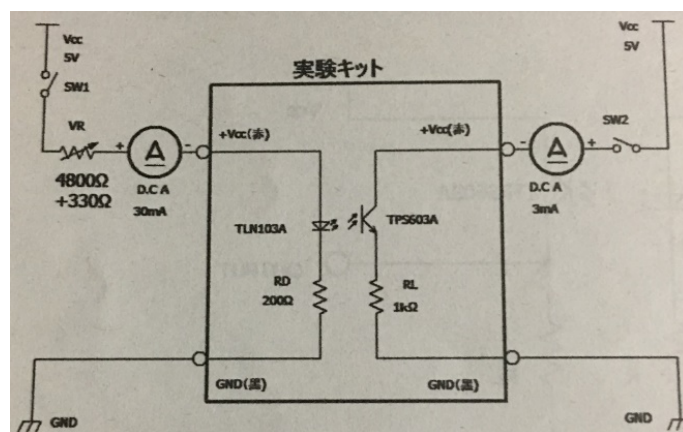 Vcc
5V
SW1
VR
4800Ω
+330Ω
+
A
-
D.C A
30mA
実験キット
+Vcc(赤)
+Vcc(赤)
TLN103A
TPS603A
RD
200Ω
RL
1kΩ
GND(黒)
GND(黒)
Vcc
5V
SW2
-
A
+
D.C A
3mA
GND
GND